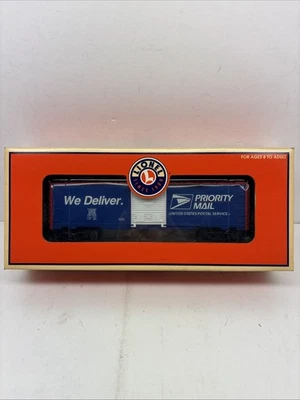 FOR AGES 8 TO ADULT
LIONEL
L
We Deliver.
PRIORITY
MAIL
UNITED STATES POSTAL SERVICE